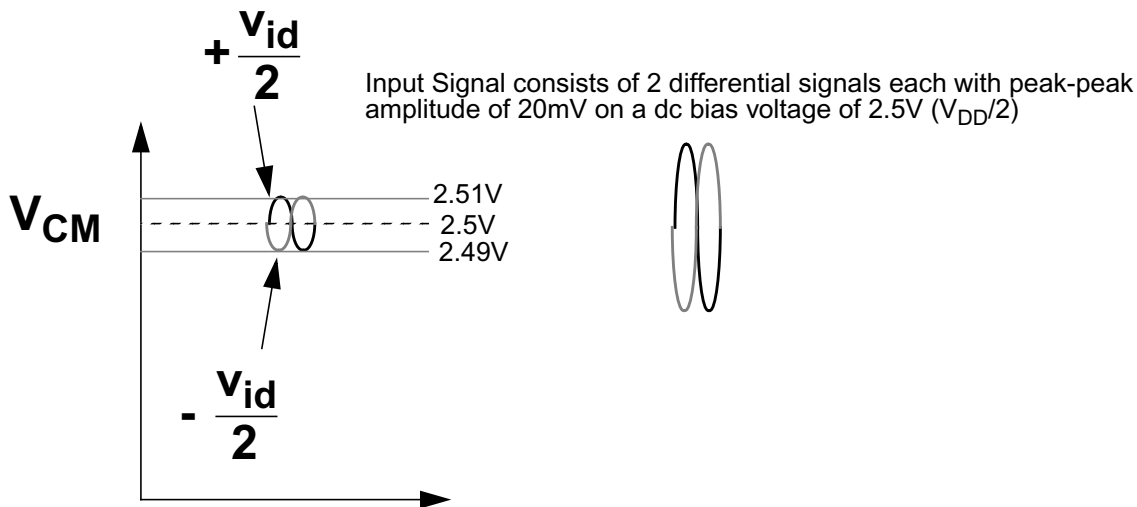 + v_id
2
Input Signal consists of 2 differential signals each with peak-peak
amplitude of 20mV on a dc bias voltage of 2.5V (V_DD/2)
2.51V
V_CM
2.5V
2.49V
- v_id
2